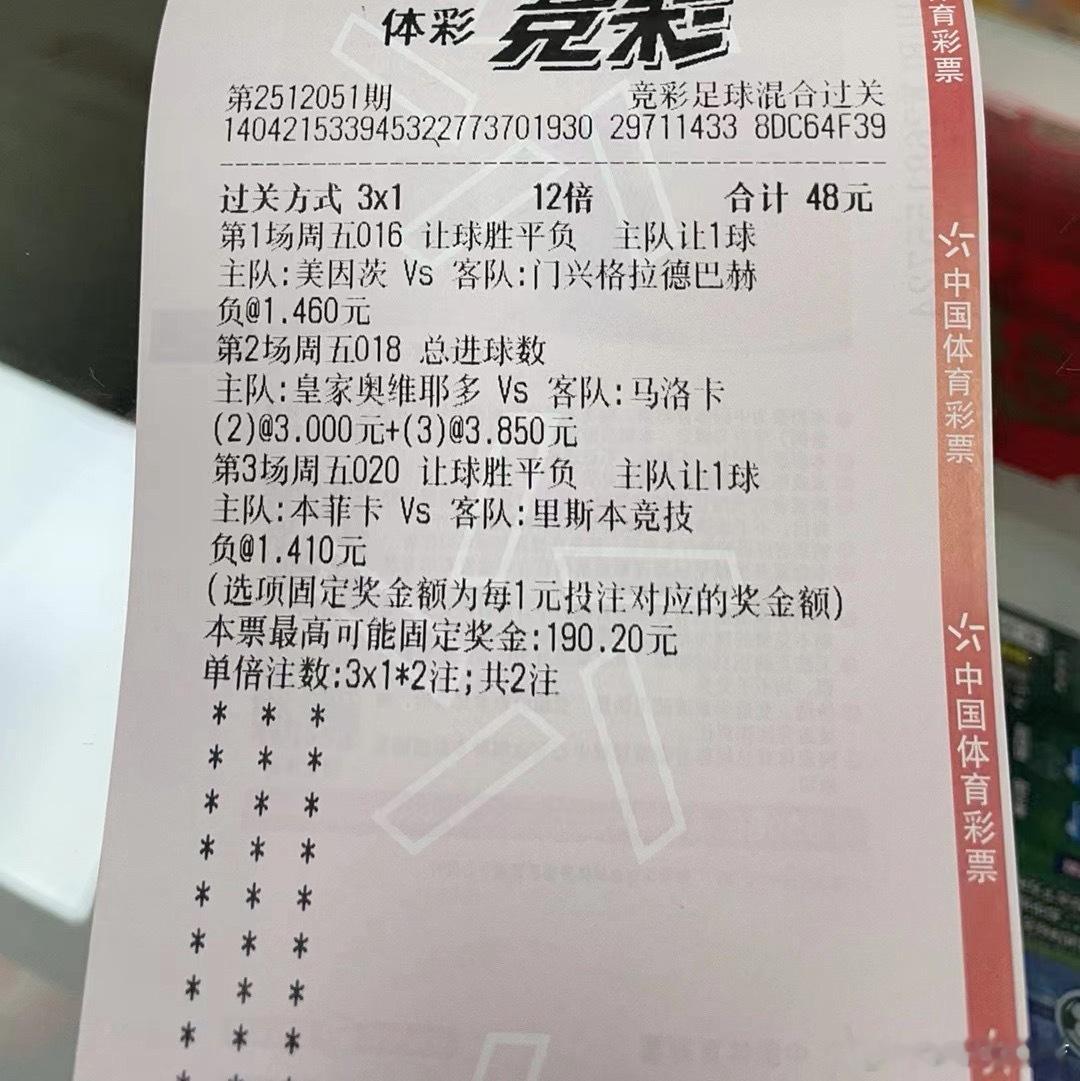 体彩 竞彩
第2512051期 竞彩足球混合过关
140421533945322773701930 29711433 8DC64F39
过关方式 3x1 12倍 合计 48元
第1场周五016 让球胜平负 主队让1球
主队:美因茨 Vs 客队:门兴格拉德巴赫
负@1.460元
第2场周五018 总进球数
主队:皇家奥维耶多 Vs 客队:马洛卡
(2)@3.000元+(3)@3.850元
第3场周五020 让球胜平负 主队让1球
主队:本菲卡 Vs 客队:里斯本竞技
负@1.410元
(选项固定奖金额为每1元投注对应的奖金额)
本票最高可能固定奖金:190.20元
单倍注数:3x1*2注;共2注
* * *
* * *
* * *
* * *
* * *
* * *
* * *
* * *
* * *
育彩票
中国体育彩票
中国体育彩票